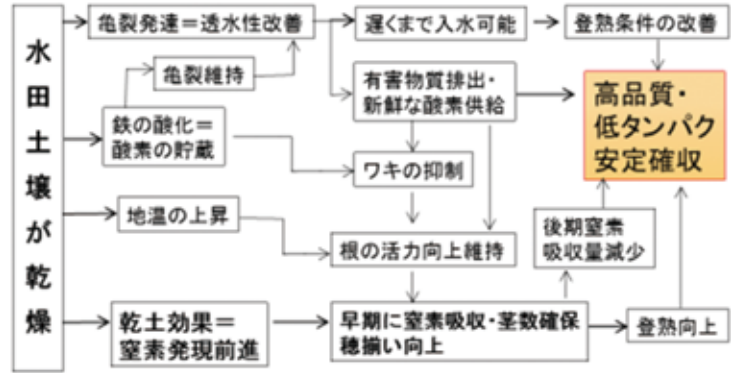 水田土壌が乾燥
亀裂発達＝透水性改善
遅くまで入水可能
登熟条件の改善
亀裂維持
有害物質排出・
新鮮な酸素供給
高品質・
低タンパク
安定確収
鉄の酸化＝
酸素の貯蔵
ワキの抑制
地温の上昇
根の活力向上維持
後期窒素
吸収量減少
乾土効果＝
窒素発現前進
早期に窒素吸収・茎数確保
穂揃い向上
登熟向上